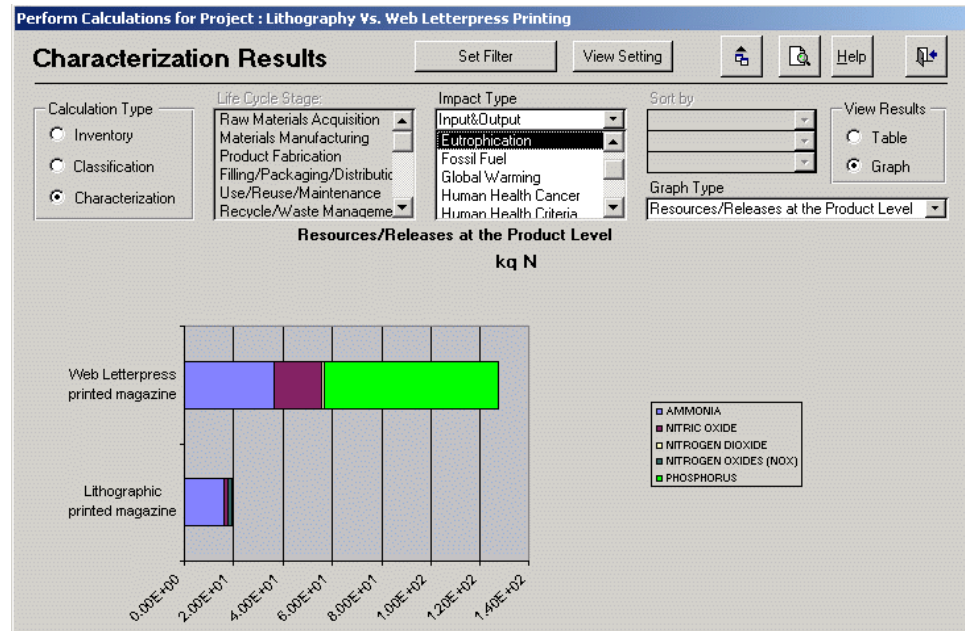 Perform Calculations for Project : Lithography Vs. Web Letterpress Printing
Characterization Results
Set Filter
View Setting
Help
Calculation Type
Inventory
Classification
Characterization
Life Cycle Stage:
Raw Materials Acquisition
Materials Manufacturing
Product Fabrication
Filling/Packaging/Distributic
Use/Reuse/Maintenance
Recycle/Waste Manageme
Impact Type
Input&Output
Eutrophication
Fossil Fuel
Global Warming
Human Health Cancer
Human Health Criteria
Sort by
Graph Type
Resources/Releases at the Product Level
View Results
Table
Graph
Resources/Releases at the Product Level
kg N
Web Letterpress
printed magazine
Lithographic
printed magazine
0.00E+00
2.00E+01
4.00E+01
6.00E+01
8.00E+01
1.00E+02
1.20E+02
1.40E+02
AMMONIA
NITRIC OXIDE
NITROGEN DIOXIDE
NITROGEN OXIDES (NOX)
PHOSPHORUS